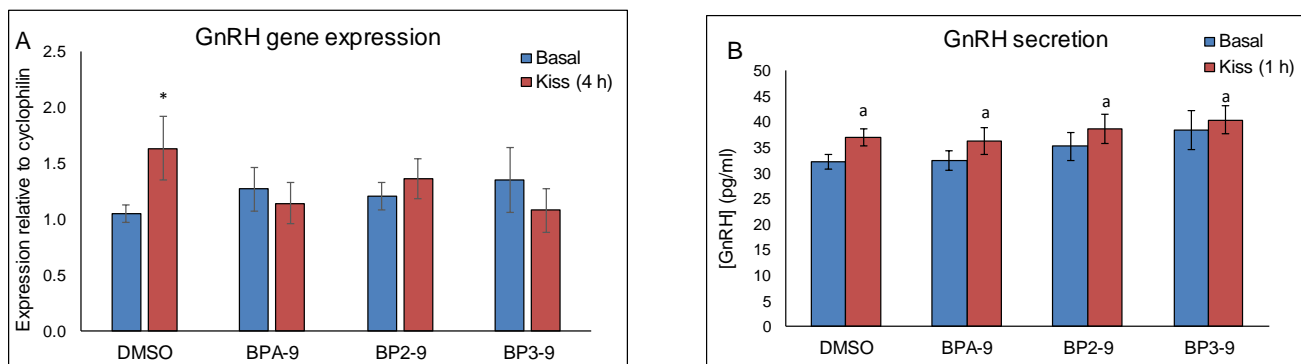 A
GnRH gene expression
Basal
Kiss (4 h)
Expression relative to cyclophilin
2.5
2.0
1.5
1.0
0.5
0.0
*
DMSO
BPA-9
BP2-9
BP3-9
B
GnRH secretion
Basal
Kiss (1 h)
[GnRH] (pg/ml)
50
45
40
35
30
25
20
15
10
5
0
a
a
a
a
DMSO
BPA-9
BP2-9
BP3-9